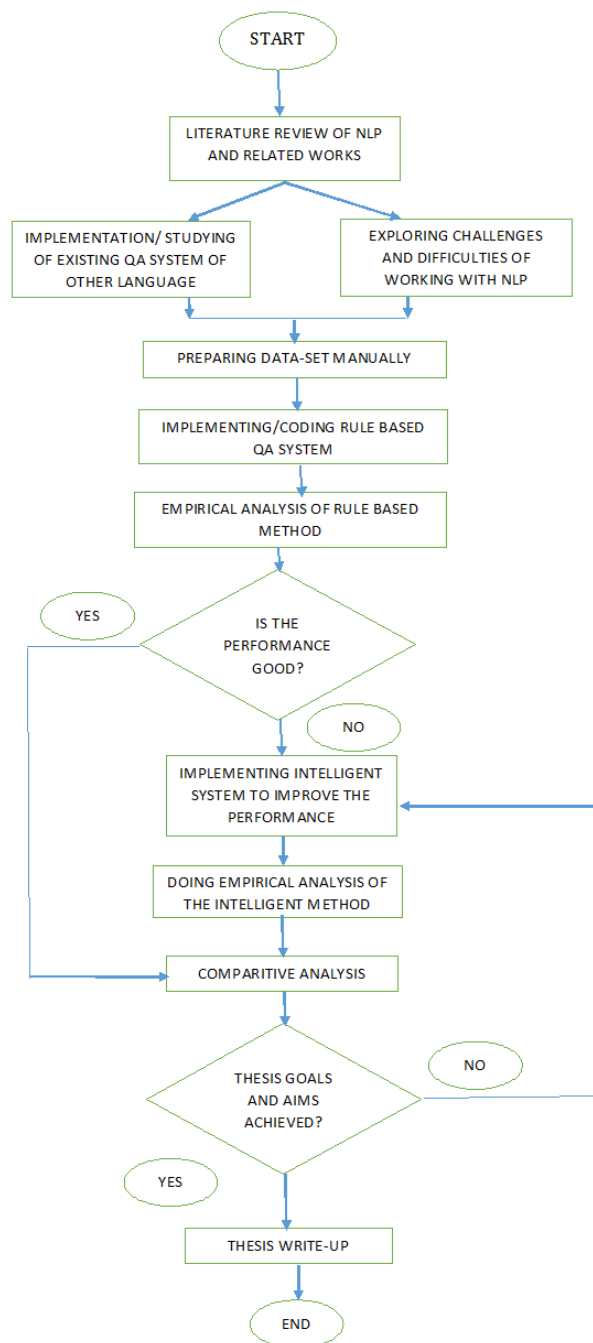 START
LITERATURE REVIEW OF NLP
AND RELATED WORKS
IMPLEMENTATION/ STUDYING
OF EXISTING QA SYSTEM OF
OTHER LANGUAGE
EXPLORING CHALLENGES
AND DIFFICULTIES OF
WORKING WITH NLP
PREPARING DATA-SET MANUALLY
IMPLEMENTING/CODING RULE BASED
QA SYSTEM
EMPIRICAL ANALYSIS OF RULE BASED
METHOD
YES
IS THE
PERFORMANCE
GOOD?
NO
IMPLEMENTING INTELLIGENT
SYSTEM TO IMPROVE THE
PERFORMANCE
DOING EMPIRICAL ANALYSIS OF
THE INTELLIGENT METHOD
COMPARITIVE ANALYSIS
THESIS GOALS
AND AIMS
ACHIEVED?
NO
YES
THESIS WRITE-UP
END